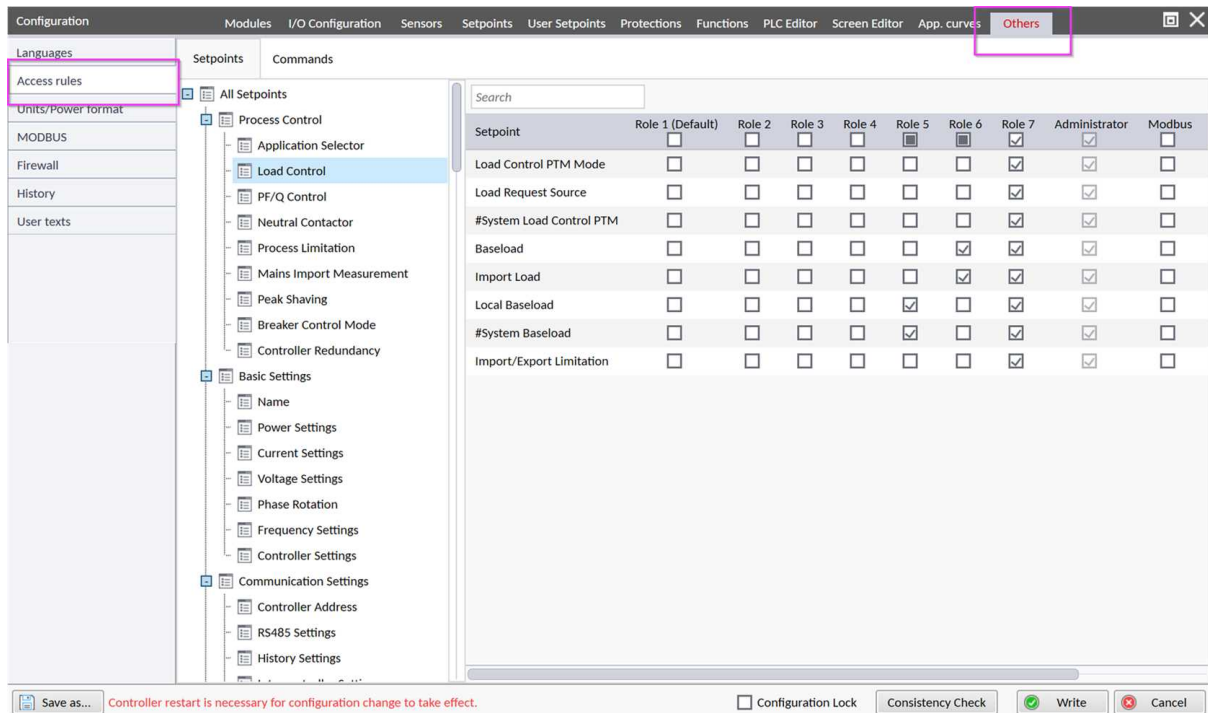 Configuration
Modules I/O Configuration Sensors Setpoints User Setpoints Protections Functions PLC Editor Screen Editor App. curves Others
Languages
Access rules
Units/Power format
MODBUS
Firewall
History
User texts
Setpoints Commands
All Setpoints
Process Control
Application Selector
Load Control
PF/Q Control
Neutral Contactor
Process Limitation
Mains Import Measurement
Peak Shaving
Breaker Control Mode
Controller Redundancy
Basic Settings
Name
Power Settings
Current Settings
Voltage Settings
Phase Rotation
Frequency Settings
Controller Settings
Communication Settings
Controller Address
RS485 Settings
History Settings
Search
Setpoint Role 1 (Default) Role 2 Role 3 Role 4 Role 5 Role 6 Role 7 Administrator Modbus
Load Control PTM Mode
Load Request Source
#System Load Control PTM
Baseload
Import Load
Local Baseload
#System Baseload
Import/Export Limitation
Save as... Controller restart is necessary for configuration change to take effect. Configuration Lock Consistency Check Write Cancel